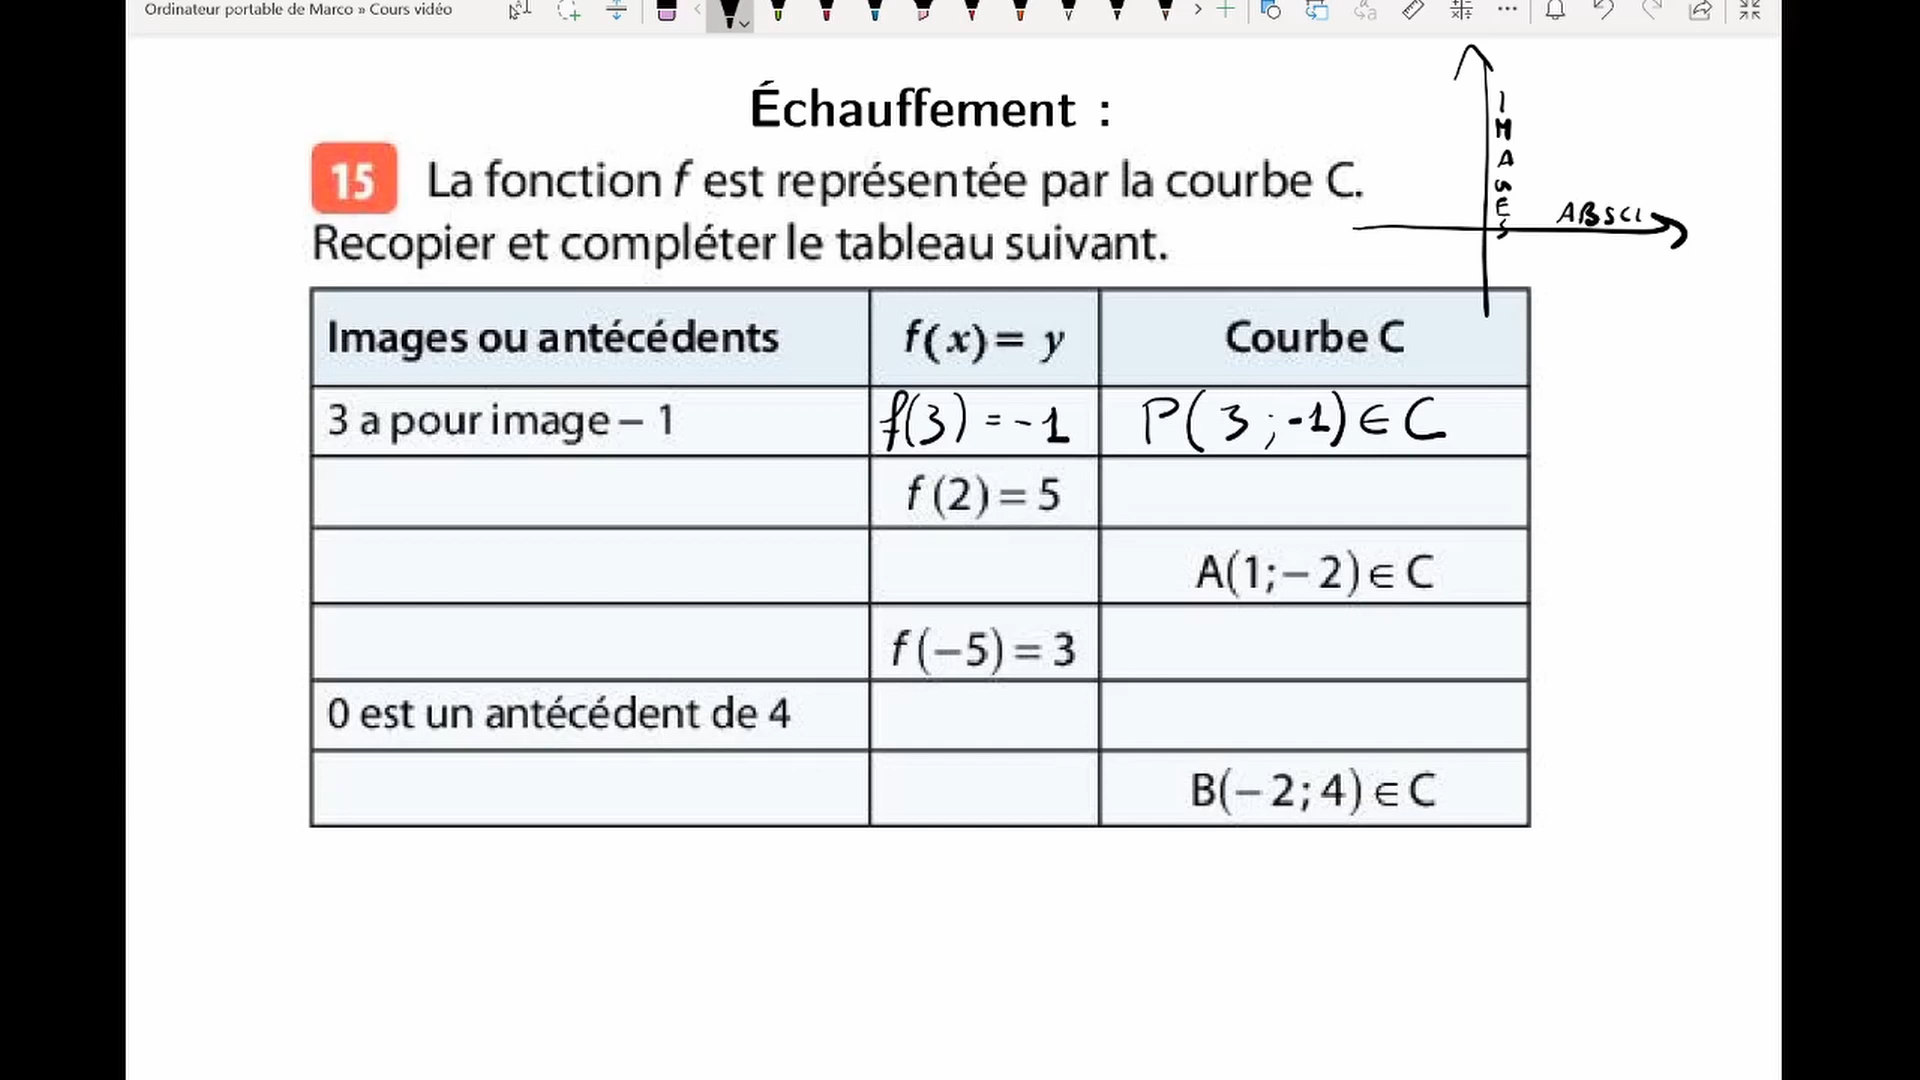 Ordinateur portable de Marco » Cours vidéo
Échauffement :
15 La fonction f est représentée par la courbe C.
Recopier et compléter le tableau suivant.
IMAGES
ABSCI
Images ou antécédents f(x) = y Courbe C
3 a pour image – 1 f(3) = -1 P(3 ; -1) ∈ C
f(2) = 5
A(1; – 2) ∈ C
f(−5) = 3
0 est un antécédent de 4
B(– 2; 4) ∈ C